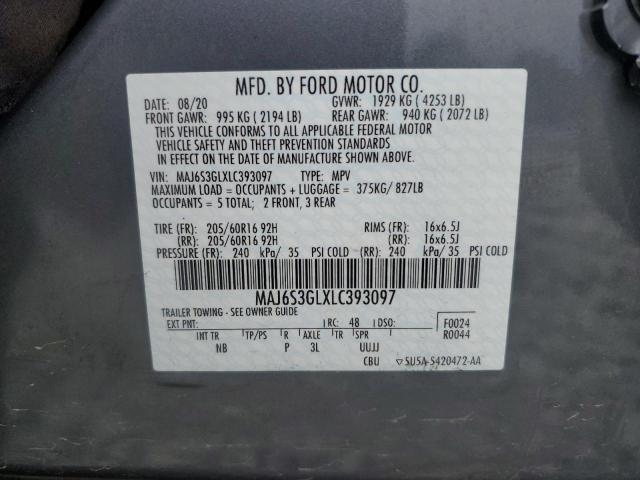 MFD. BY FORD MOTOR CO.
DATE: 08/20 GVWR: 1929 KG ( 4253 LB)
FRONT GAWR: 995 KG ( 2194 LB) REAR GAWR: 940 KG ( 2072 LB)
THIS VEHICLE CONFORMS TO ALL APPLICABLE FEDERAL MOTOR
VEHICLE SAFETY AND THEFT PREVENTION STANDARDS
IN EFFECT ON THE DATE OF MANUFACTURE SHOWN ABOVE.
VIN: MAJ6S3GLXLC393097 TYPE: MPV
MAXIMUM LOAD = OCCUPANTS + LUGGAGE = 375KG/ 827LB
OCCUPANTS = 5 TOTAL; 2 FRONT, 3 REAR
TIRE (FR): 205/60R16 92H RIMS (FR): 16x6.5J
(RR): 205/60R16 92H (RR): 16x6.5J
PRESSURE (FR): 240 kPa/ 35 PSI COLD (RR): 240 kPa/ 35 PSI COLD
MAJ6S3GLXLC393097
TRAILER TOWING - SEE OWNER GUIDE
EXT PNT: RC: 48 DSO: F0024
INT TR TP/PS R AXLE TR SPR R0044
NB P 3L UUJJ
CBU ▽ SU5A-S420472-AA